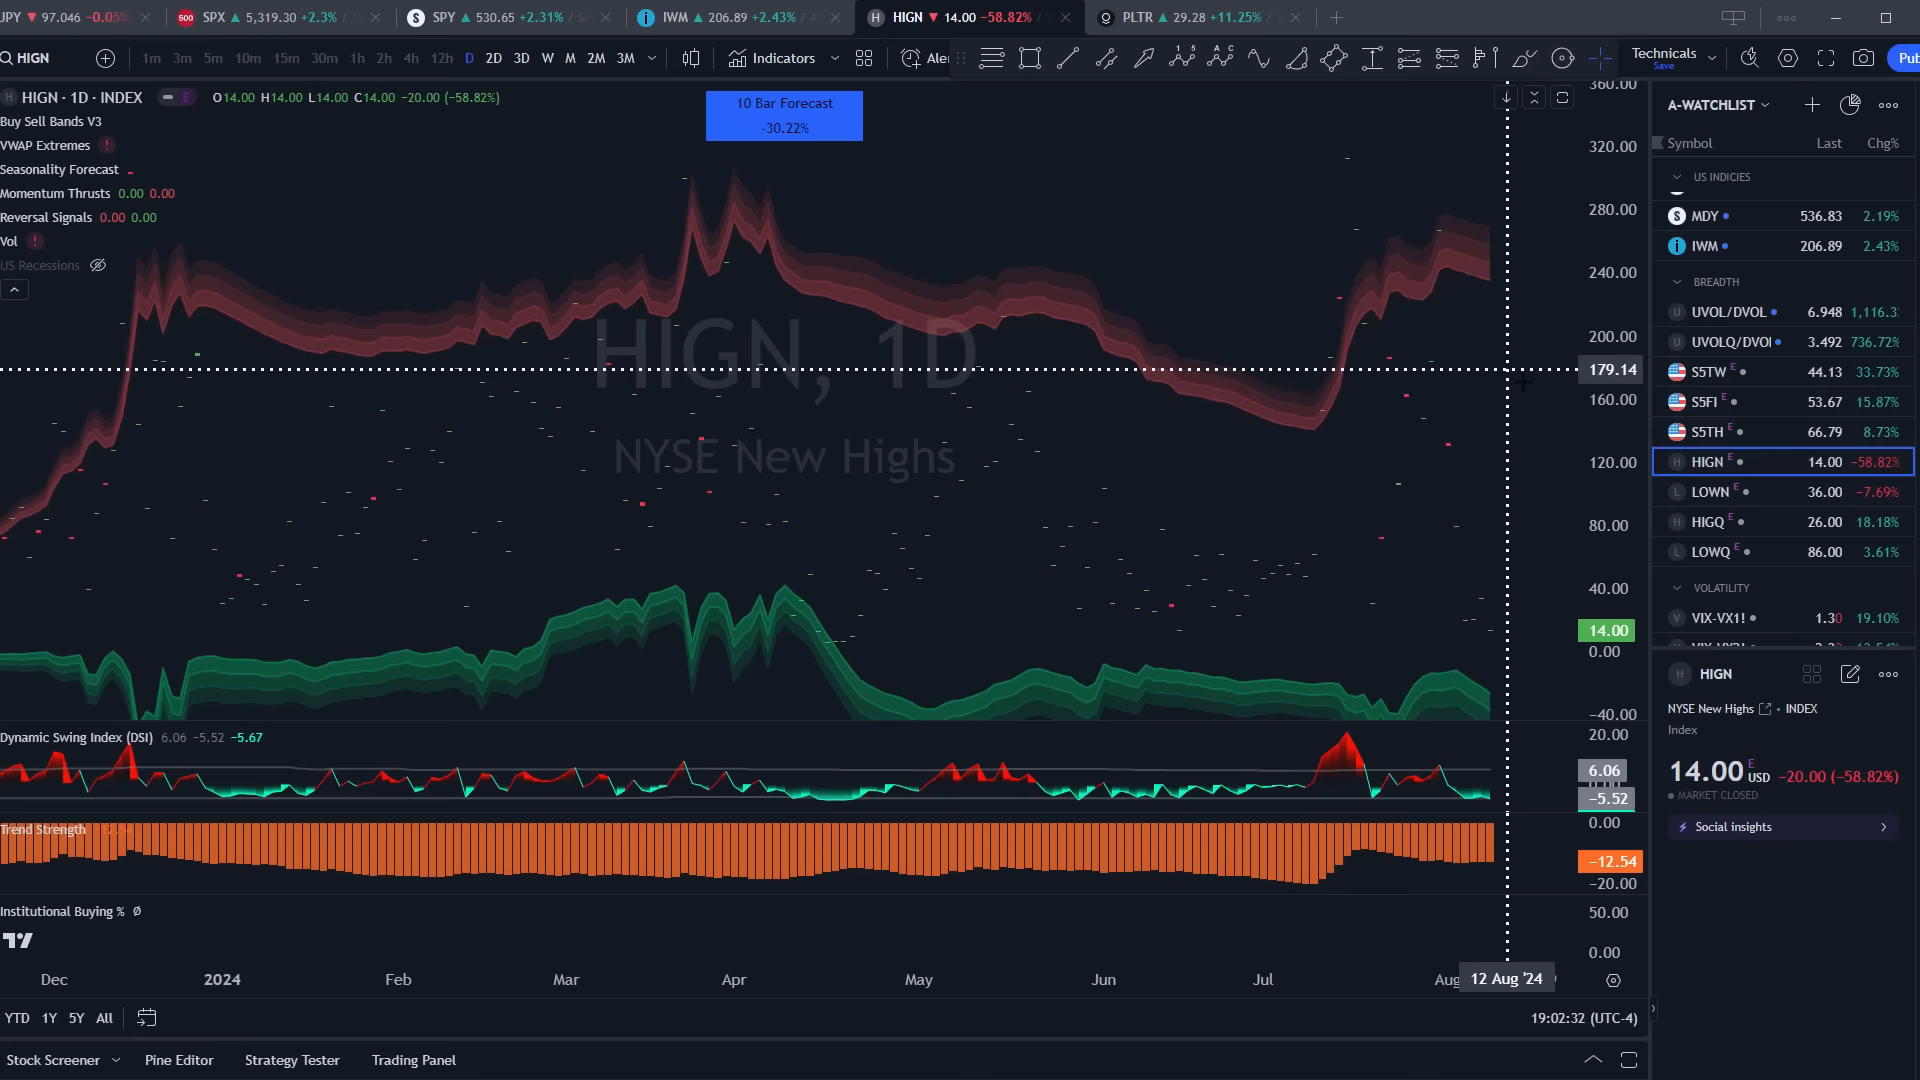 JPY 97.046 −0.05%
SPX 5,319.30 +2.3%
SPY 530.65 +2.31%
IWM 206.89 +2.43%
HIGN 14.00 −58.82%
PLTR 29.28 +11.25%
HIGN
1m 3m 5m 10m 15m 30m 1h 2h 4h 12h D 2D 3D W M 2M 3M
Indicators
Technicals
Save
HIGN · 1D · INDEX
E
O14.00 H14.00 L14.00 C14.00 −20.00 (−58.82%)
Buy Sell Bands V3
VWAP Extremes
Seasonality Forecast
Momentum Thrusts 0.00 0.00
Reversal Signals 0.00 0.00
Vol
US Recessions
10 Bar Forecast
-30.22%
HIGN, 1D
NYSE New Highs
360.00
320.00
280.00
240.00
200.00
179.14
160.00
120.00
80.00
40.00
14.00
0.00
−40.00
Dynamic Swing Index (DSI) 6.06 −5.52 −5.67
20.00
6.06
−5.52
Trend Strength −12.54
0.00
−12.54
−20.00
Institutional Buying % Ø
50.00
0.00
Dec 2024 Feb Mar Apr May Jun Jul Aug 12 Aug '24
YTD 1Y 5Y All
19:02:32 (UTC-4)
Stock Screener Pine Editor Strategy Tester Trading Panel
A-WATCHLIST
Symbol Last Chg%
US INDICIES
MDY 536.83 2.19%
IWM 206.89 2.43%
BREADTH
UVOL/DVOL 6.948 1,116.3
UVOLQ/DVOL 3.492 736.72%
S5TW E 44.13 33.73%
S5FI E 53.67 15.87%
S5TH E 66.79 8.73%
HIGN E 14.00 −58.82%
LOWN E 36.00 −7.69%
HIGQ E 26.00 18.18%
LOWQ E 86.00 3.61%
VOLATILITY
VIX-VX1! 1.30 19.10%
HIGN
NYSE New Highs • INDEX
Index
14.00 E USD −20.00 (−58.82%)
MARKET CLOSED
Social insights